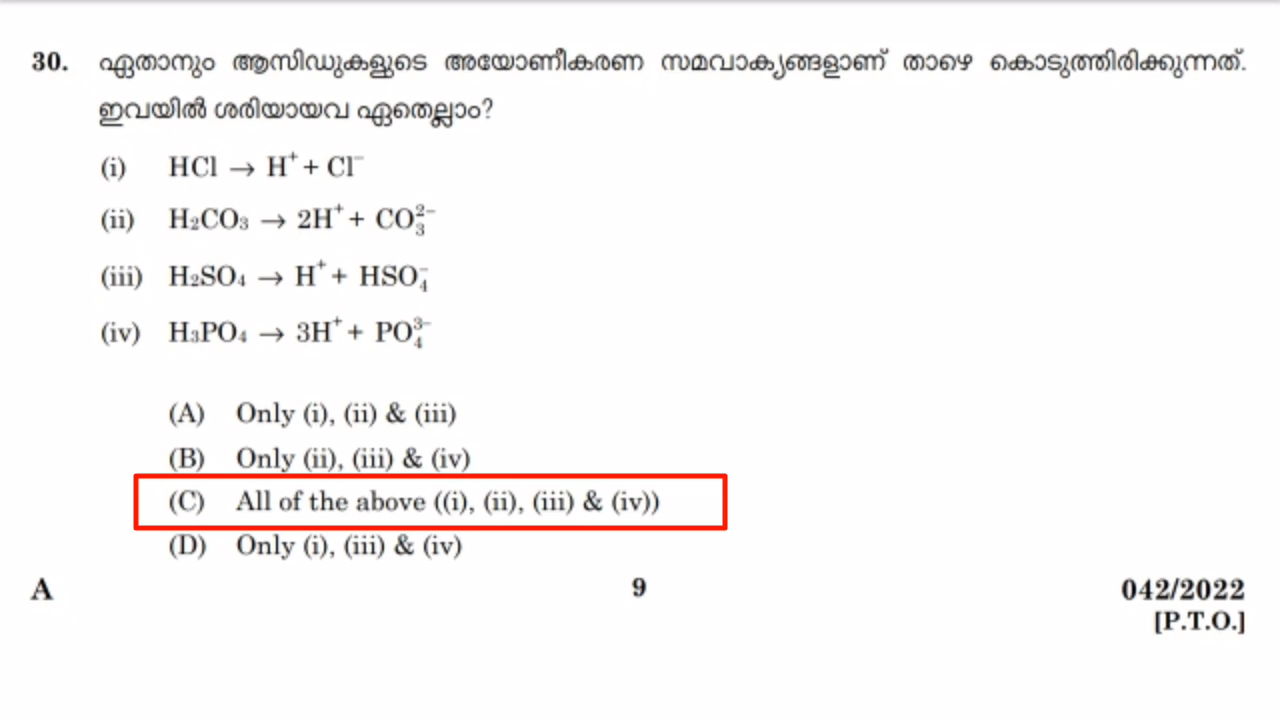 30. ഏതാനും ആസിഡുകളുടെ അയോണീകരണ സമവാക്യങ്ങളാണ് താഴെ കൊടുത്തിരിക്കുന്നത്.
ഇവയിൽ ശരിയായവ ഏതെല്ലാം?
(i) HCl → H⁺ + Cl⁻
(ii) H₂CO₃ → 2H⁺ + CO₃²⁻
(iii) H₂SO₄ → H⁺ + HSO₄⁻
(iv) H₃PO₄ → 3H⁺ + PO₄³⁻
(A) Only (i), (ii) & (iii)
(B) Only (ii), (iii) & (iv)
(C) All of the above ((i), (ii), (iii) & (iv))
(D) Only (i), (iii) & (iv)
A 9 042/2022
[P.T.O.]